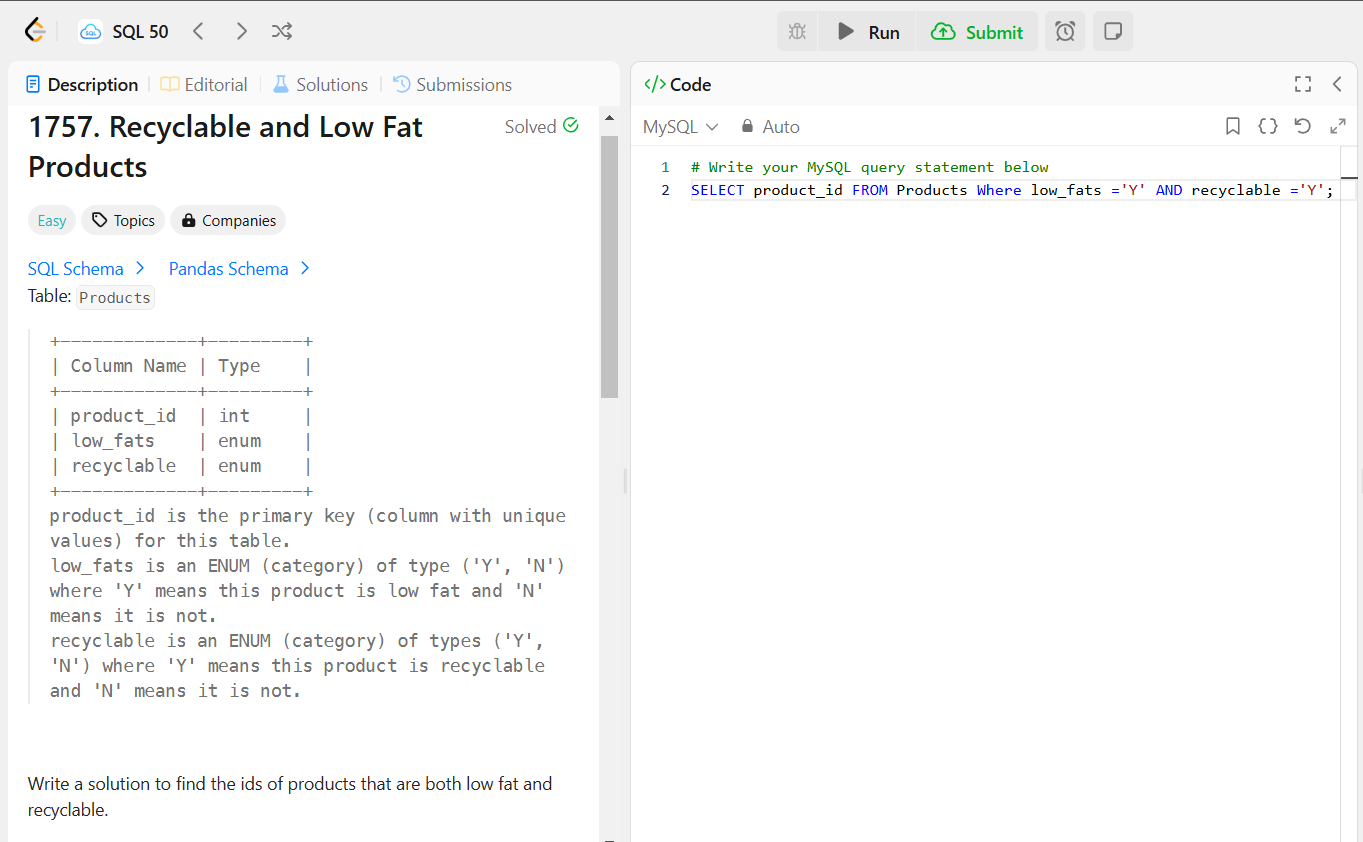 SQL 50
Run
Submit
Description
Editorial
Solutions
Submissions
1757. Recyclable and Low Fat
Products
Solved
Easy
Topics
Companies
SQL Schema
Pandas Schema
Table: Products
+-------------+---------+
| Column Name | Type    |
+-------------+---------+
| product_id  | int     |
| low_fats    | enum    |
| recyclable  | enum    |
+-------------+---------+
product_id is the primary key (column with unique
values) for this table.
low_fats is an ENUM (category) of type ('Y', 'N')
where 'Y' means this product is low fat and 'N'
means it is not.
recyclable is an ENUM (category) of types ('Y',
'N') where 'Y' means this product is recyclable
and 'N' means it is not.
Write a solution to find the ids of products that are both low fat and
recyclable.
</> Code
MySQL
Auto
1 # Write your MySQL query statement below
2 SELECT product_id FROM Products Where low_fats ='Y' AND recyclable ='Y';